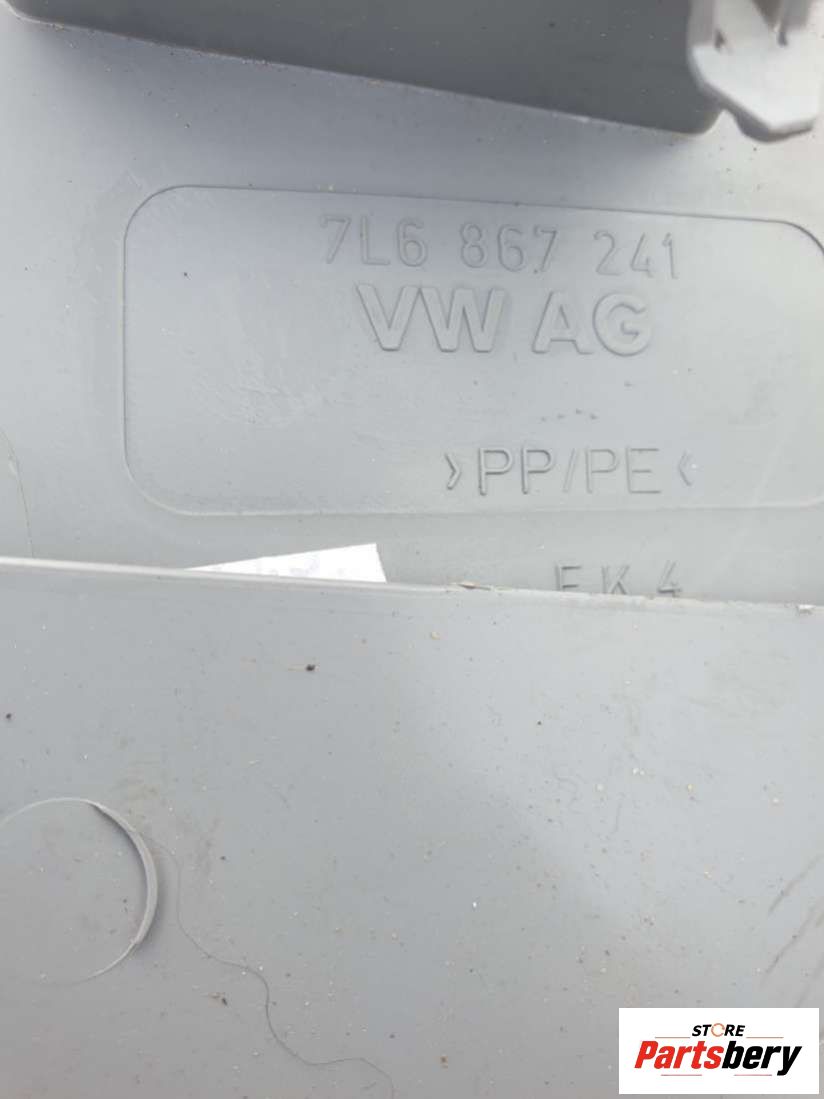 7L6 867 241
VW AG
>PP/PE<
EK4
STORE
Partsbery